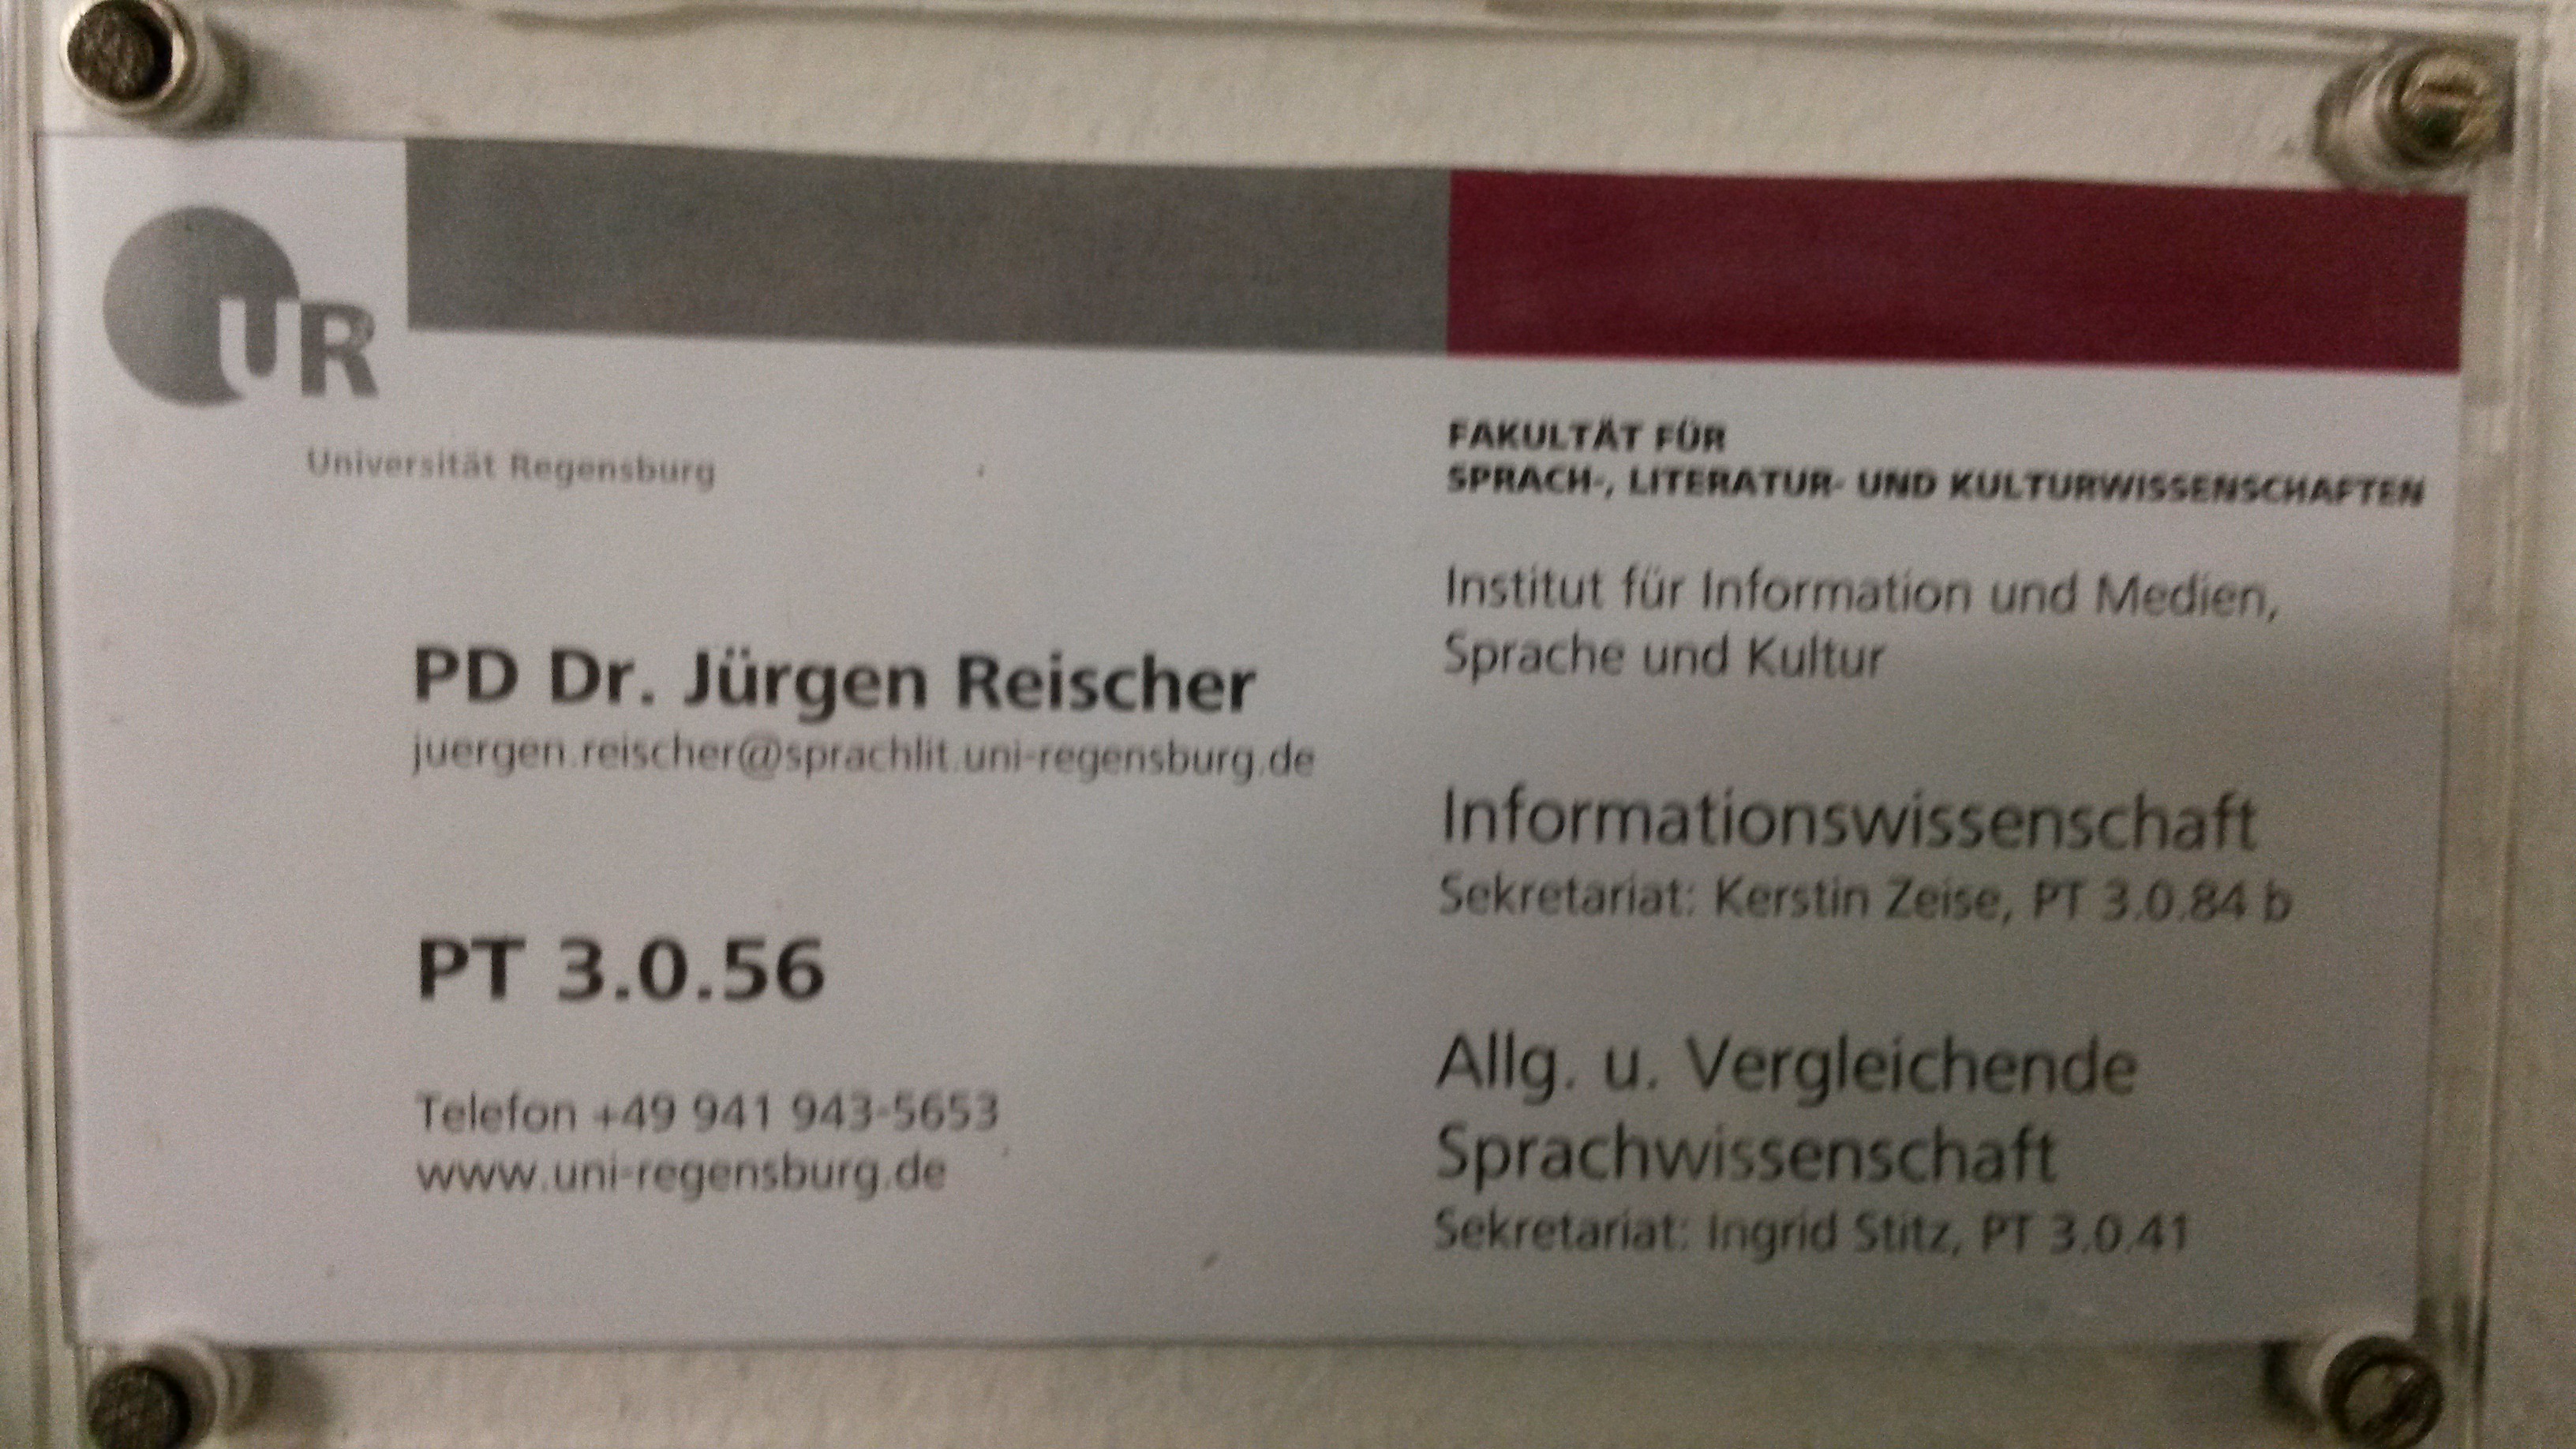 UR
Universität Regensburg
PD Dr. Jürgen Reischer
juergen.reischer@sprachlit.uni-regensburg.de
PT 3.0.56
Telefon +49 941 943-5653
www.uni-regensburg.de
FAKULTÄT FÜR
SPRACH-, LITERATUR- UND KULTURWISSENSCHAFTEN
Institut für Information und Medien,
Sprache und Kultur
Informationswissenschaft
Sekretariat: Kerstin Zeise, PT 3.0.84 b
Allg. u. Vergleichende
Sprachwissenschaft
Sekretariat: Ingrid Stitz, PT 3.0.41